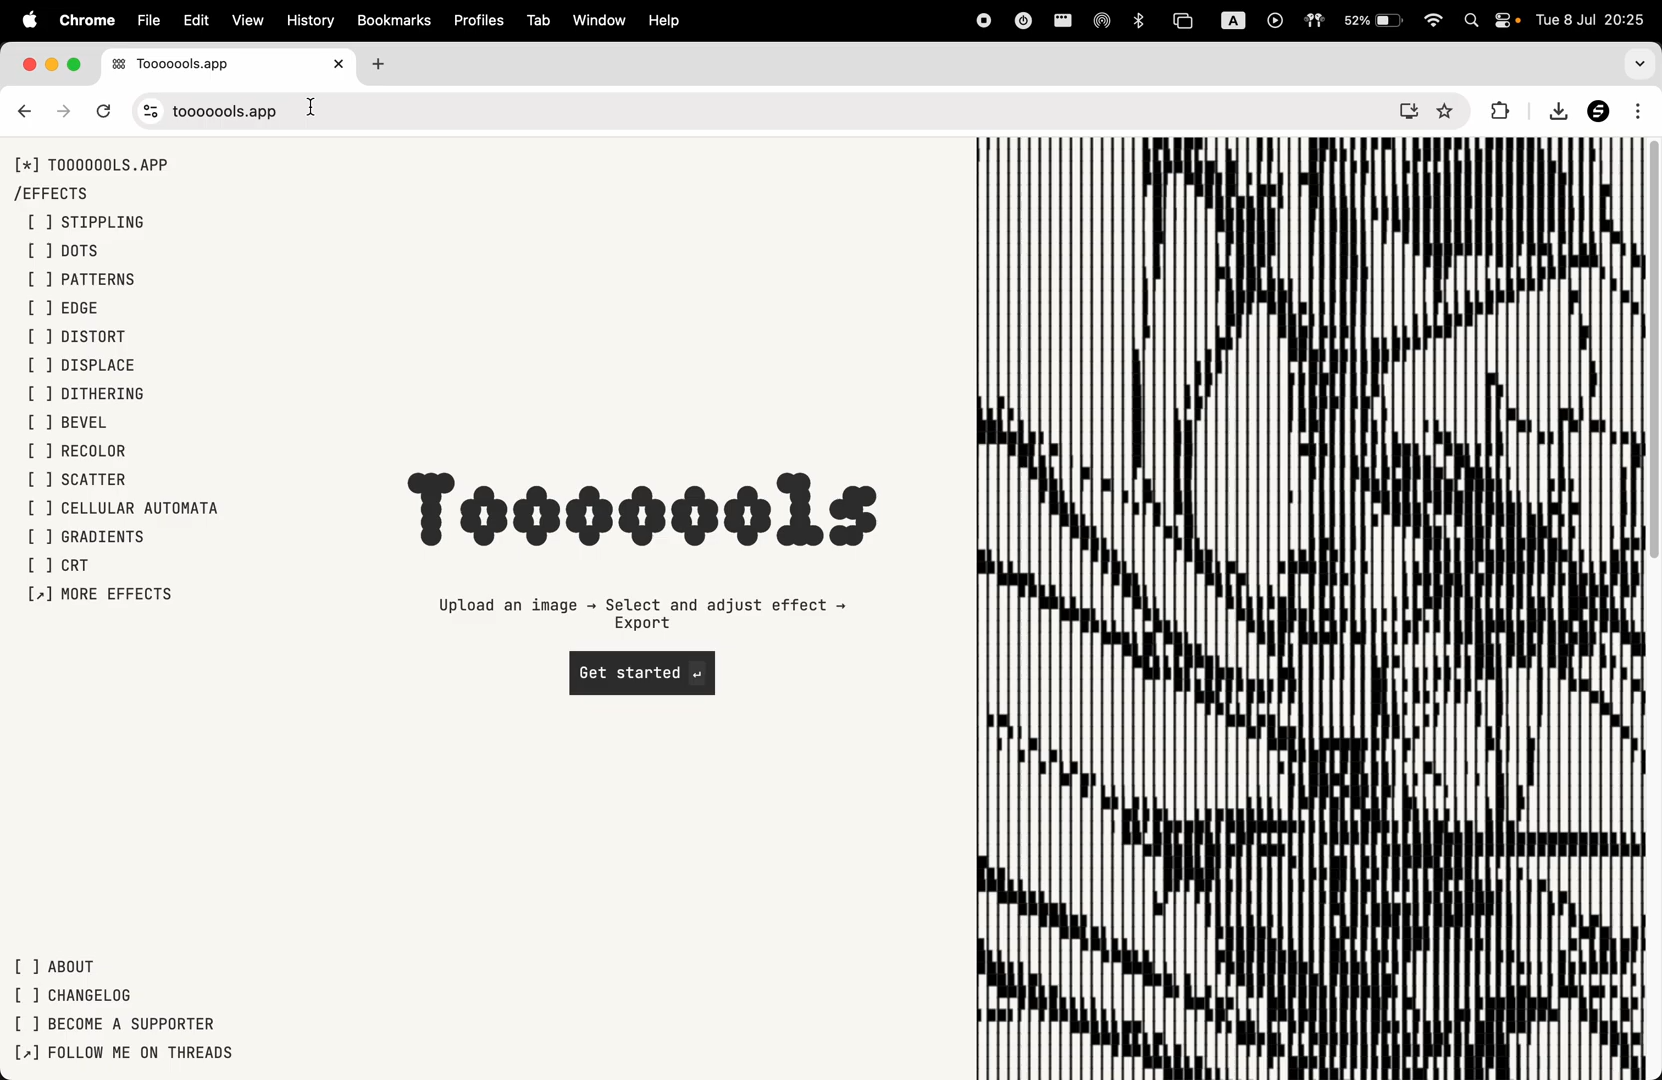 Chrome File Edit View History Bookmarks Profiles Tab Window Help A 52% Tue 8 Jul 20:25
Tooooools.app
tooooools.app
[*] TOOOOOOLS.APP
/EFFECTS
[ ] STIPPLING
[ ] DOTS
[ ] PATTERNS
[ ] EDGE
[ ] DISTORT
[ ] DISPLACE
[ ] DITHERING
[ ] BEVEL
[ ] RECOLOR
[ ] SCATTER
[ ] CELLULAR AUTOMATA
[ ] GRADIENTS
[ ] CRT
[↗] MORE EFFECTS
Tooooools
Upload an image → Select and adjust effect →
Export
Get started ↵
[ ] ABOUT
[ ] CHANGELOG
[ ] BECOME A SUPPORTER
[↗] FOLLOW ME ON THREADS